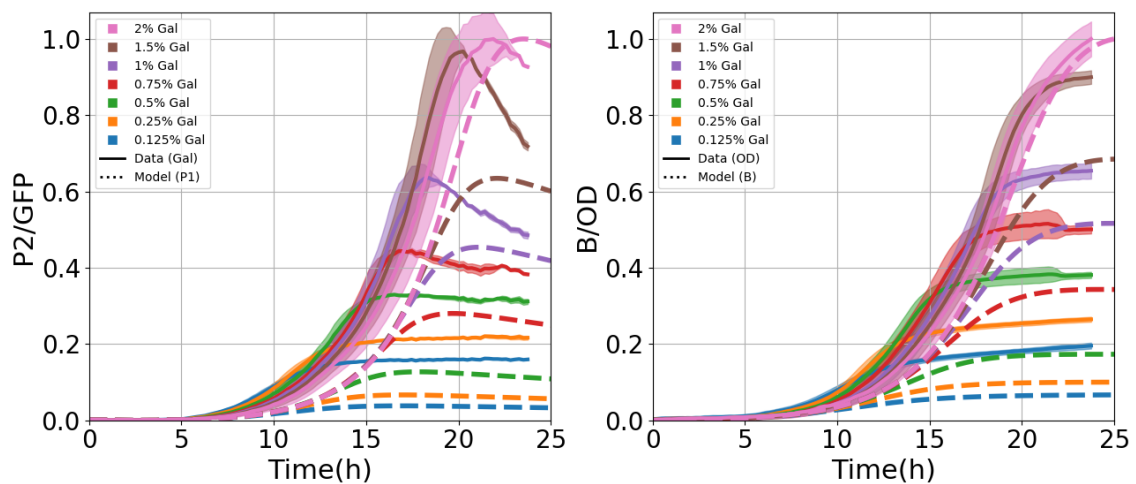 P2/GFP
1.0
0.8
0.6
0.4
0.2
0.0
2% Gal
1.5% Gal
1% Gal
0.75% Gal
0.5% Gal
0.25% Gal
0.125% Gal
Data (Gal)
Model (P1)
0 5 10 15 20 25
Time(h)
B/OD
1.0
0.8
0.6
0.4
0.2
0.0
2% Gal
1.5% Gal
1% Gal
0.75% Gal
0.5% Gal
0.25% Gal
0.125% Gal
Data (OD)
Model (B)
0 5 10 15 20 25
Time(h)